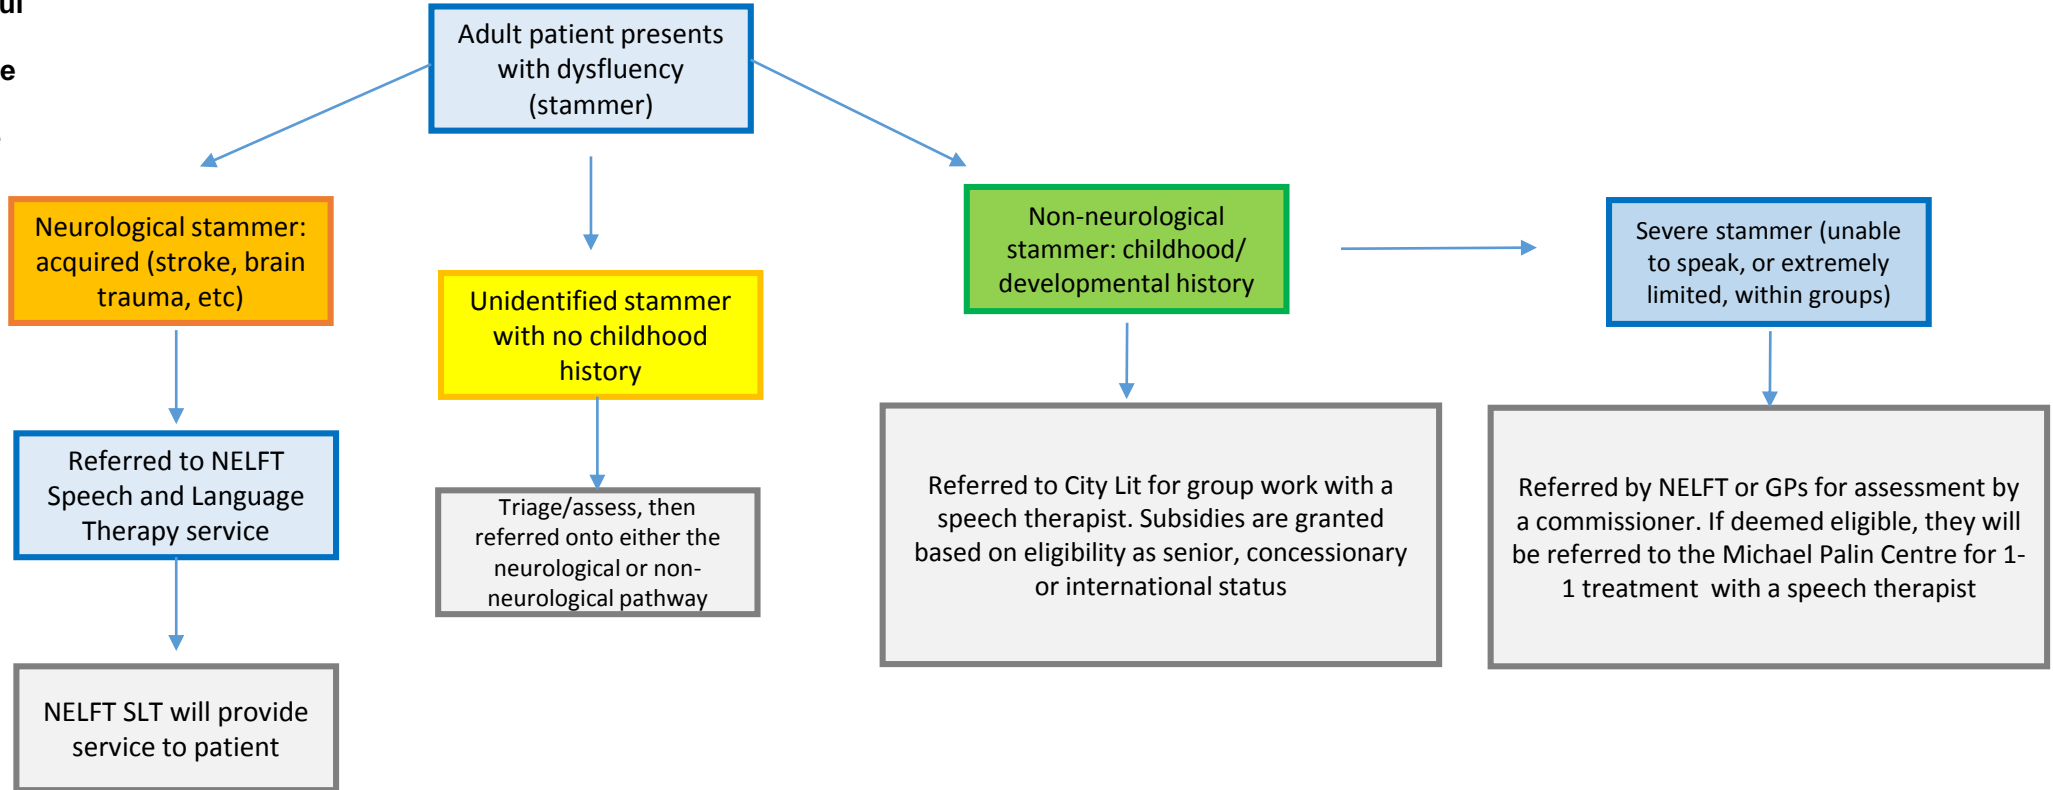 ul
e
Adult patient presents
with dysfluency
(stammer)
Neurological stammer:
acquired (stroke, brain
trauma, etc)
Unidentified stammer
with no childhood
history
Non-neurological
stammer: childhood/
developmental history
Severe stammer (unable
to speak, or extremely
limited, within groups)
Referred to NELFT
Speech and Language
Therapy service
Triage/assess, then
referred onto either the
neurological or non-
neurological pathway
Referred to City Lit for group work with a
speech therapist. Subsidies are granted
based on eligibility as senior, concessionary
or international status
Referred by NELFT or GPs for assessment by
a commissioner. If deemed eligible, they will
be referred to the Michael Palin Centre for 1-
1 treatment  with a speech therapist
NELFT SLT will provide
service to patient